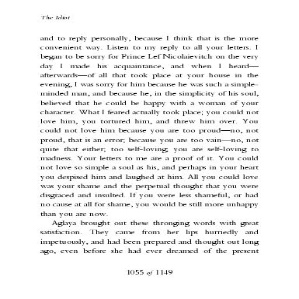 The Idiot
and to reply personally, because I think that is the more
convenient way. Listen to my reply to all your letters. I
began to be sorry for Prince Lef Nicolaievitch on the very
day I made his acquaintance, and when I heard—
afterwards—of all that took place at your house in the
evening, I was sorry for him because he was such a simple-
minded man, and because he, in the simplicity of his soul,
believed that he could be happy with a woman of your
character. What I feared actually took place; you could not
love him, you tortured him, and threw him over. You
could not love him because you are too proud—no, not
proud, that is an error; because you are too vain—no, not
quite that either; too self-loving; you are self-loving to
madness. Your letters to me are a proof of it. You could
not love so simple a soul as his, and perhaps in your heart
you despised him and laughed at him. All you could love
was your shame and the perpetual thought that you were
disgraced and insulted. If you were less shameful, or had
no cause at all for shame, you would be still more unhappy
than you are now.
Aglaya brought out these thronging words with great
satisfaction. They came from her lips hurriedly and
impetuously, and had been prepared and thought out long
ago, even before she had ever dreamed of the present
1055 of 1149